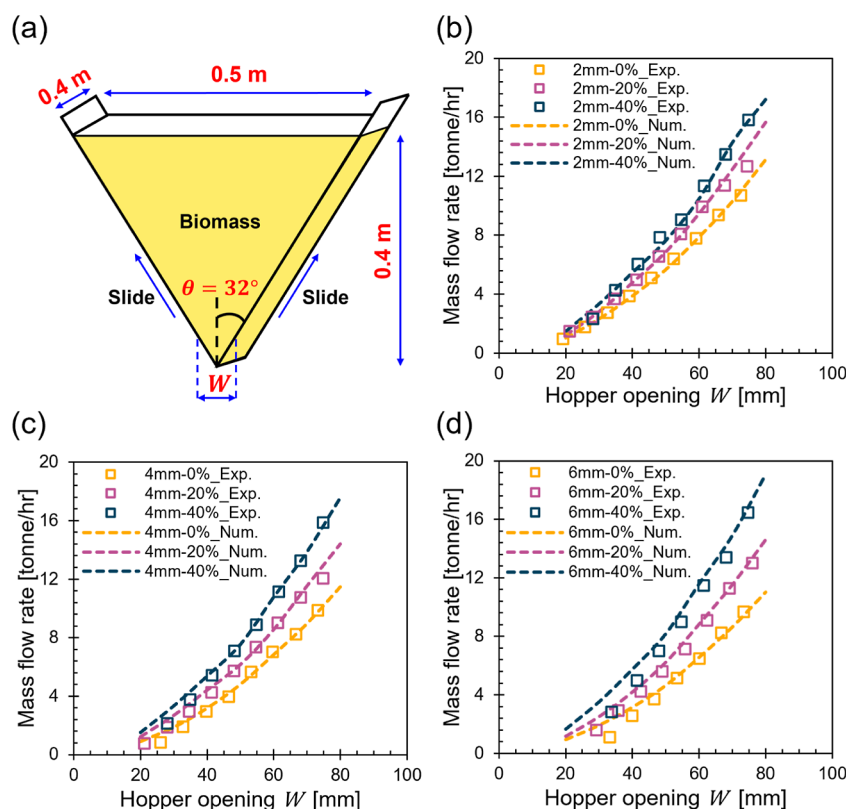 (a)
0.4 m
0.5 m
Biomass
0.4 m
Slide
θ = 32°
Slide
W
(b)
Mass flow rate [tonne/hr]
20
16
12
8
4
0
2mm-0%_Exp.
2mm-20%_Exp.
2mm-40%_Exp.
2mm-0%_Num.
2mm-20%_Num.
2mm-40%_Num.
0 20 40 60 80 100
Hopper opening W [mm]
(c)
Mass flow rate [tonne/hr]
20
16
12
8
4
0
4mm-0%_Exp.
4mm-20%_Exp.
4mm-40%_Exp.
4mm-0%_Num.
4mm-20%_Num.
4mm-40%_Num.
0 20 40 60 80 100
Hopper opening W [mm]
(d)
Mass flow rate [tonne/hr]
20
16
12
8
4
0
6mm-0%_Exp.
6mm-20%_Exp.
6mm-40%_Exp.
6mm-0%_Num.
6mm-20%_Num.
6mm-40%_Num.
0 20 40 60 80 100
Hopper opening W [mm]